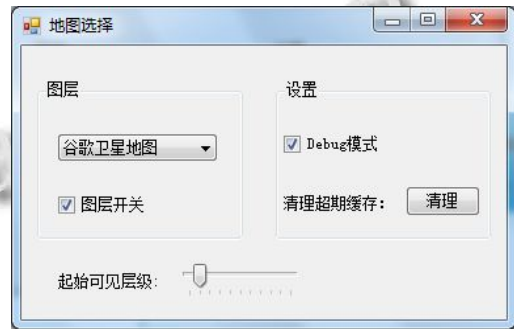 地图选择
图层
谷歌卫星地图
图层开关
设置
Debug模式
清理超期缓存： 清理
起始可见层级: